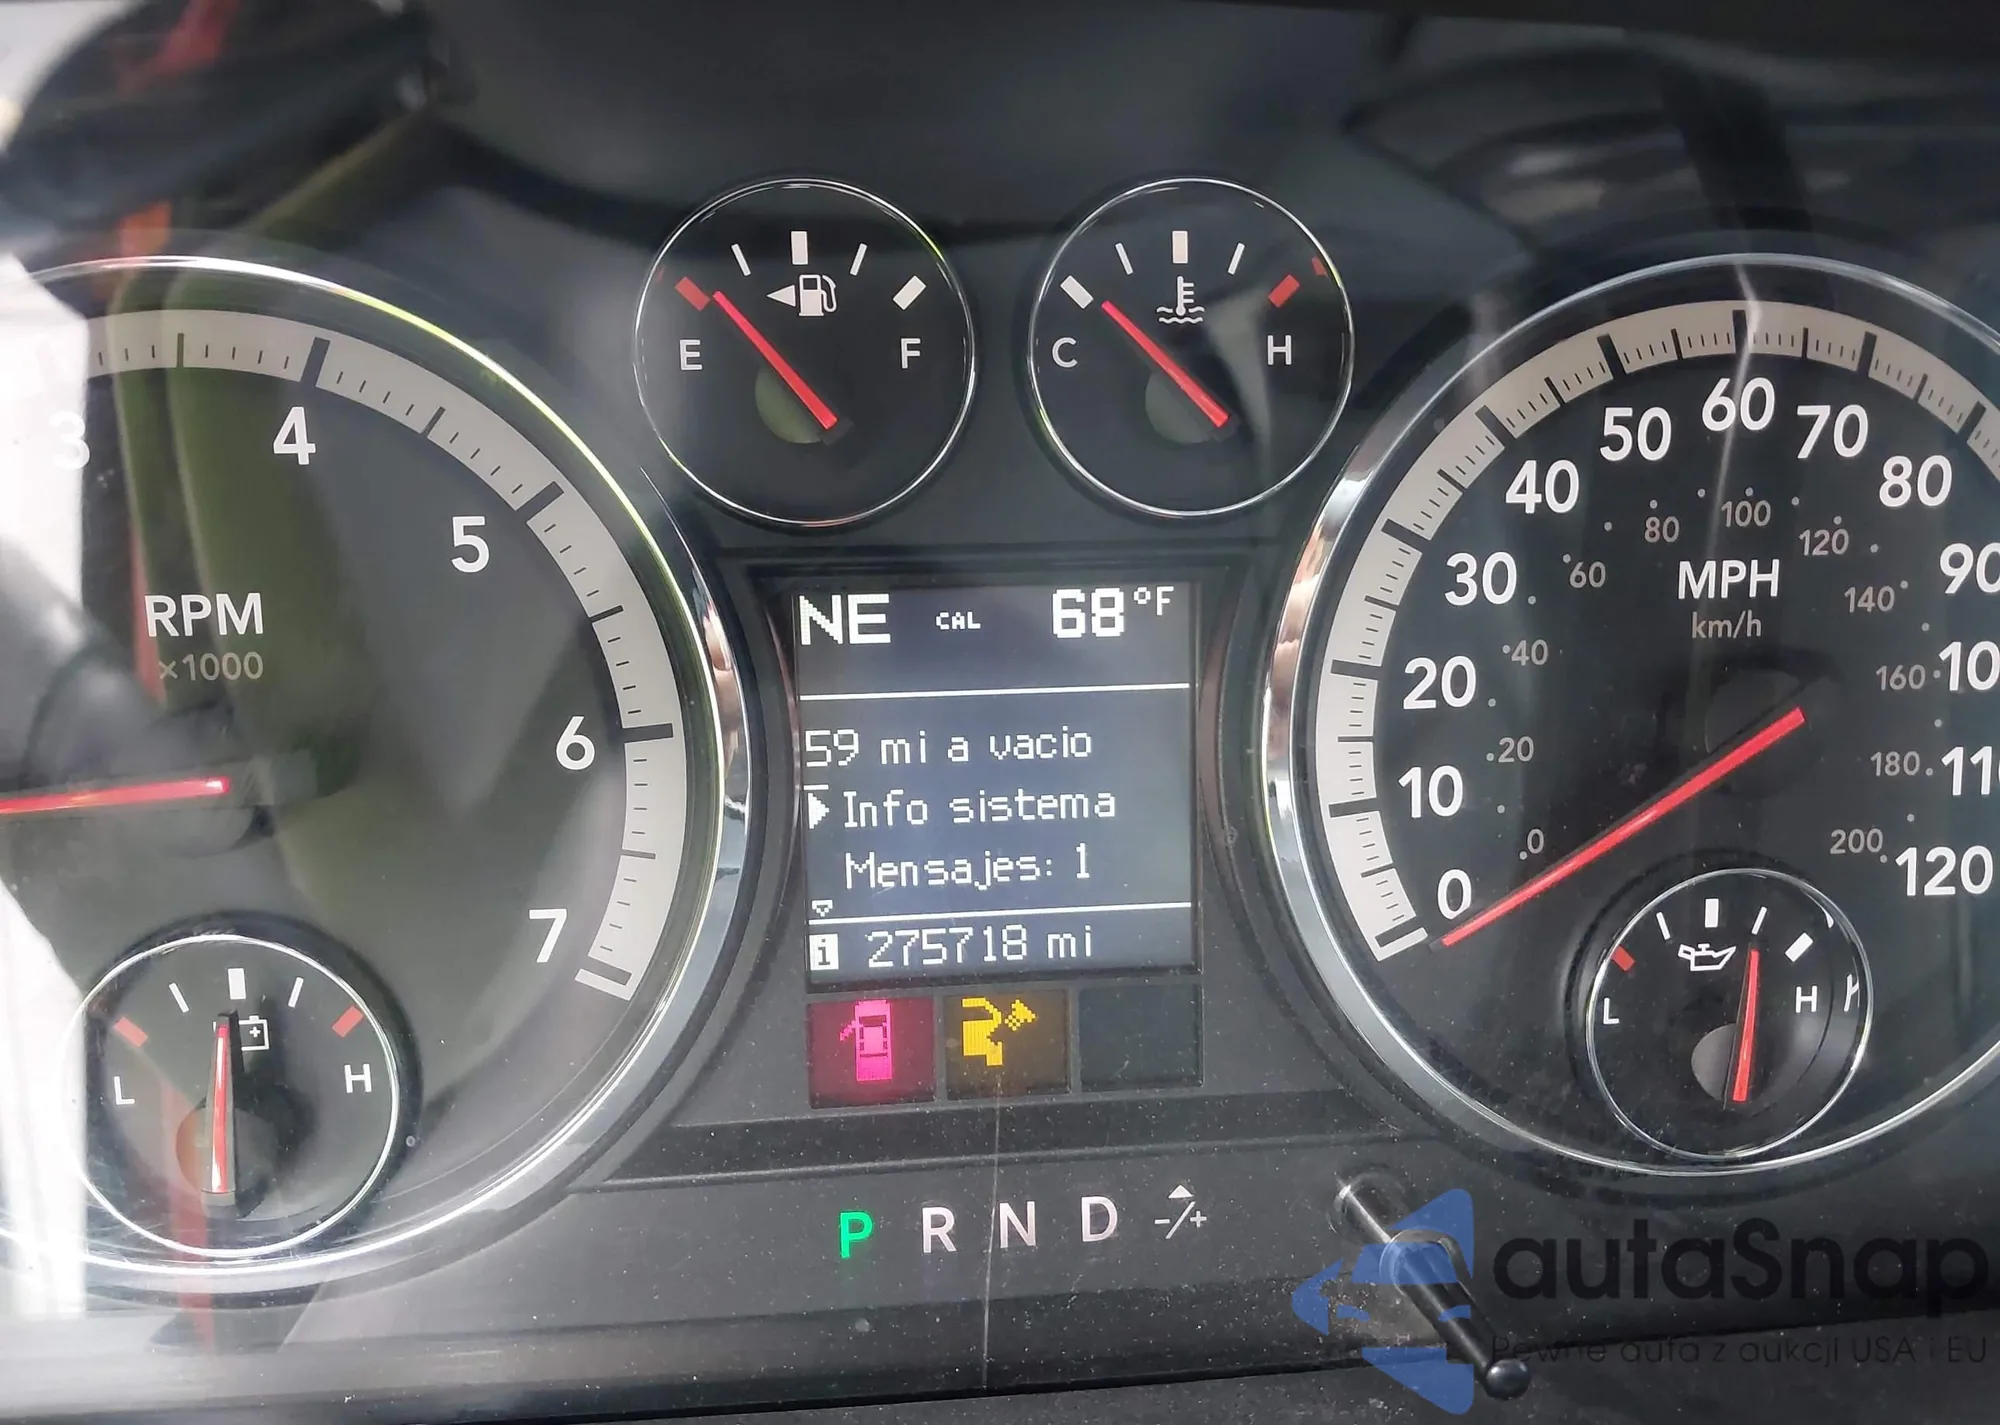 E F
C H
3 4 5 6 7
RPM
×1000
L H
NE CAL 68°F
59 mi a vacio
Info sistema
Mensajes: 1
i 275718 mi
0 10 20 30 40 50 60 70 80 90 10 110 120
0 20 40 60 80 100 120 140 160 180 200
MPH
km/h
L H
P R N D -/+
autaSnap
Pewne auta z aukcji USA i EU